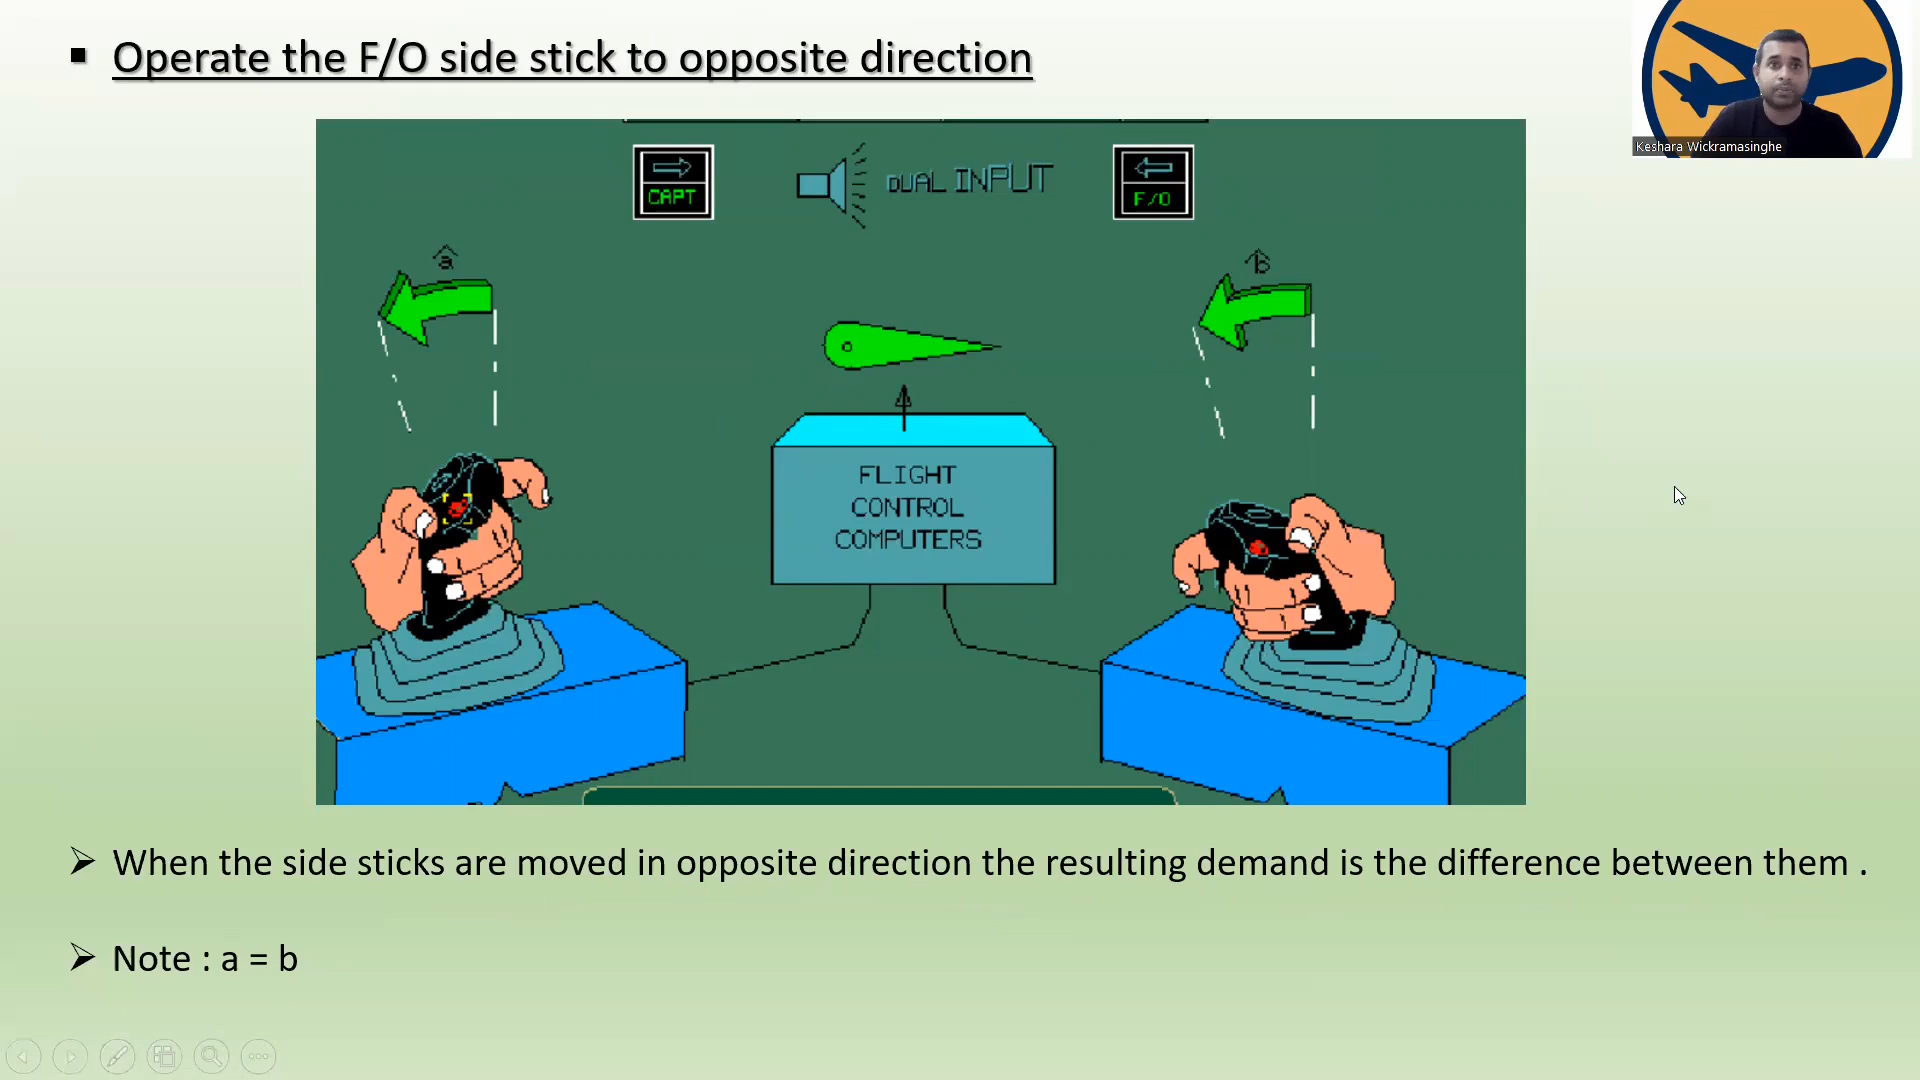 Operate the F/O side stick to opposite direction
Keshara Wickramasinghe
CAPT
DUAL INPUT
F/O
â
b̂
FLIGHT
CONTROL
COMPUTERS
When the side sticks are moved in opposite direction the resulting demand is the difference between them .
Note : a = b